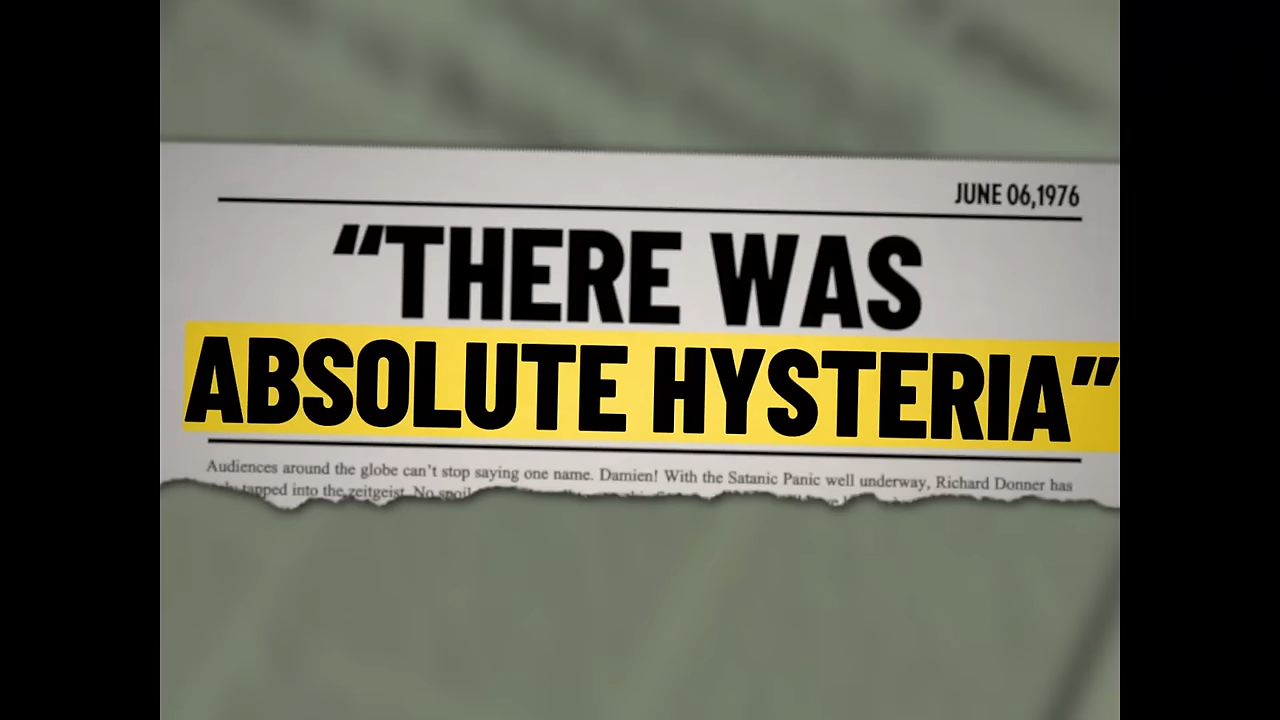 JUNE 06,1976
“THERE WAS
ABSOLUTE HYSTERIA”
Audiences around the globe can’t stop saying one name. Damien! With the Satanic Panic well underway, Richard Donner has
tapped into the zeitgeist. No